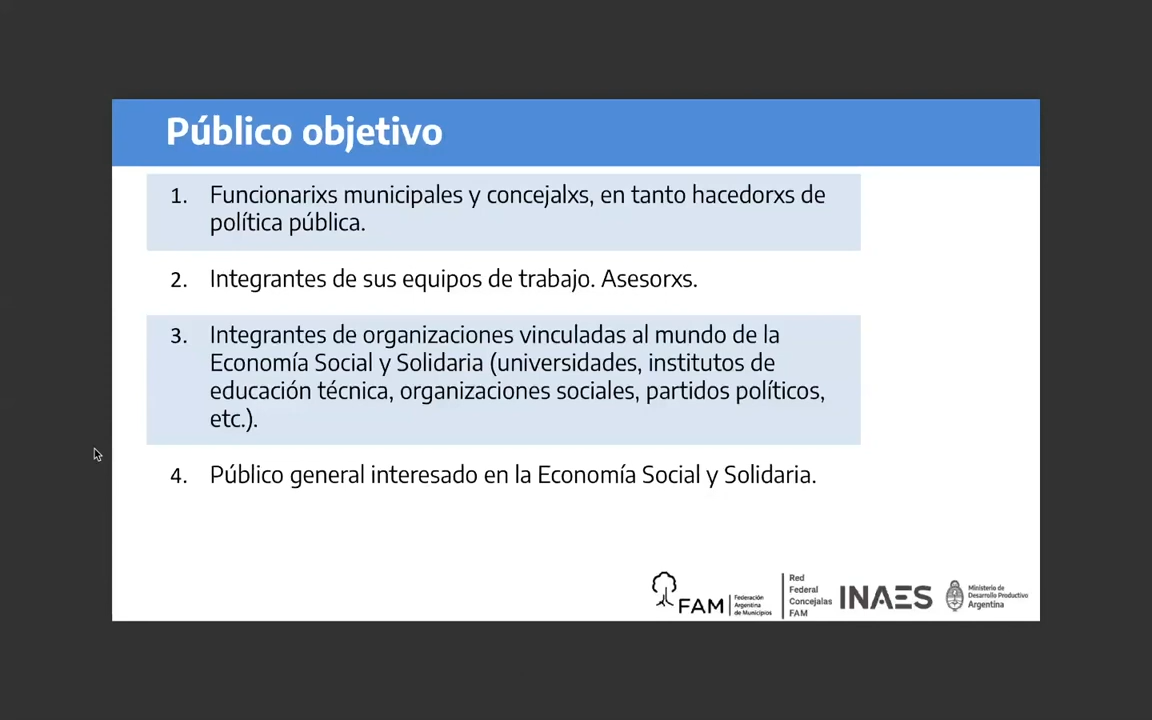 Público objetivo
1. Funcionarixs municipales y concejalxs, en tanto hacedorxs de
política pública.
2. Integrantes de sus equipos de trabajo. Asesorxs.
3. Integrantes de organizaciones vinculadas al mundo de la
Economía Social y Solidaria (universidades, institutos de
educación técnica, organizaciones sociales, partidos políticos,
etc.).
4. Público general interesado en la Economía Social y Solidaria.
FAM
Federación
Argentina
de Municipios
Red
Federal
Concejalas
FAM
INAES
Ministerio de
Desarrollo Productivo
Argentina